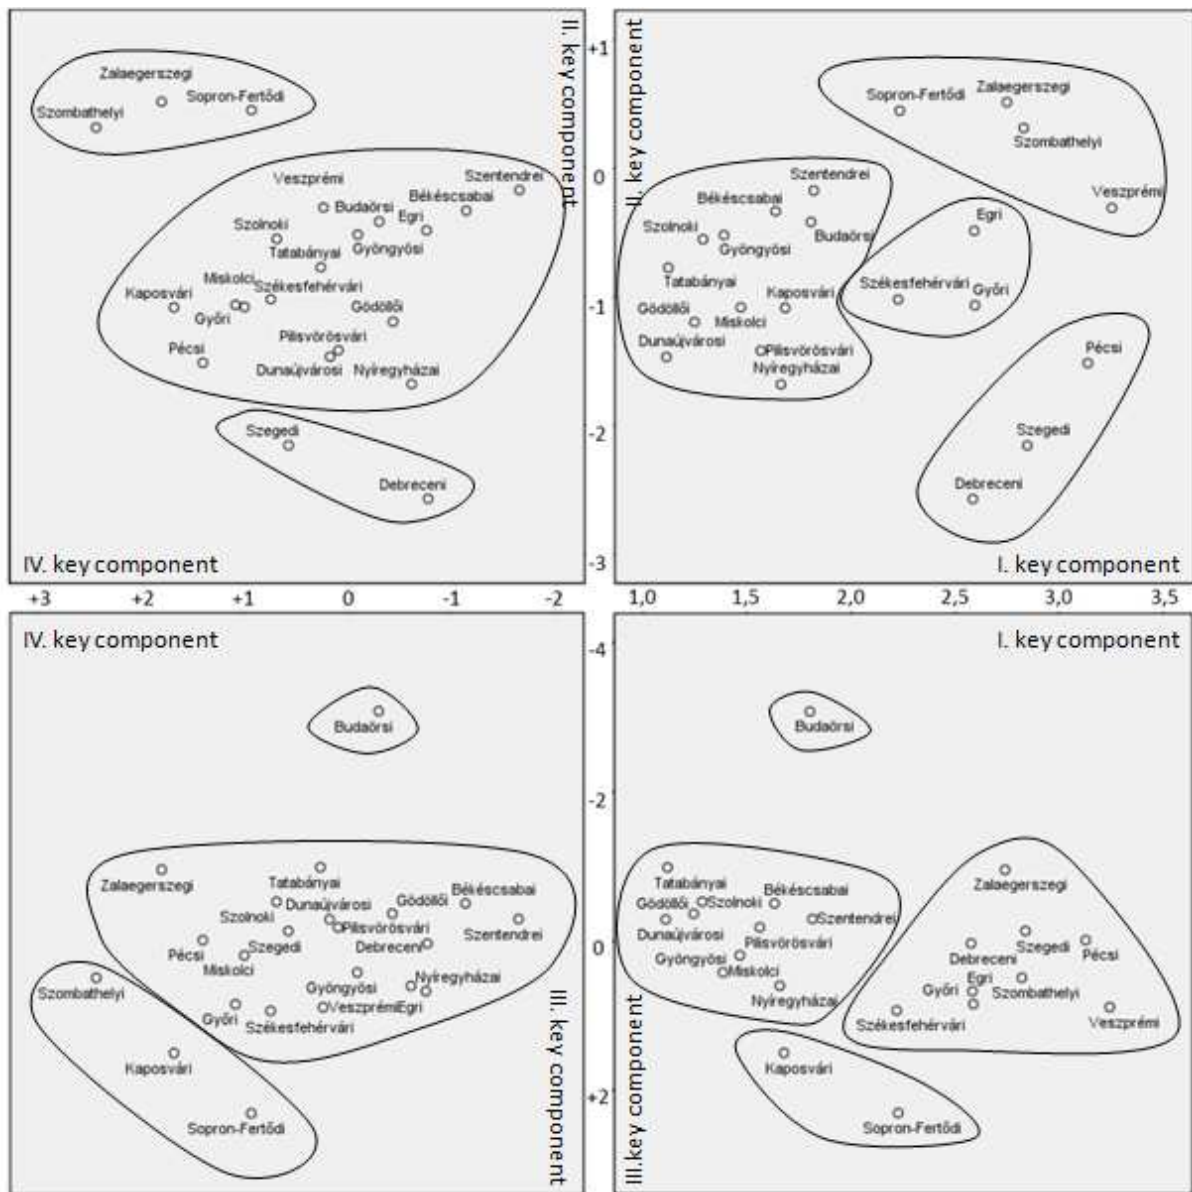 II. key component
Zalaegerszegi
Sopron-Fertődi
Szombathelyi
Veszprémi
Szentendrei
Békéscsabai
Budaörsi
Egri
Szolnoki
Gyöngyösi
Tatabányai
Miskolci
Székesfehérvári
Kaposvári
Győri
Gödöllői
Pilisvörösvári
Pécsi
Dunaújvárosi
Nyíregyházai
Szegedi
Debreceni
IV. key component
+1
0
-1
-2
-3
II. key component
Sopron-Fertődi
Zalaegerszegi
Szombathelyi
Veszprémi
Szentendrei
Békéscsabai
Budaörsi
Szolnoki
Gyöngyösi
Egri
Tatabányai
Székesfehérvári
Győri
Gödöllői
Kaposvári
Miskolci
Dunaújvárosi
Pilisvörösvári
Nyíregyházai
Pécsi
Szegedi
Debreceni
I. key component
+3 +2 +1 0 -1 -2
1,0 1,5 2,0 2,5 3,0 3,5
IV. key component
Budaörsi
Zalaegerszegi
Tatabányai
Békéscsabai
Gödöllői
Dunaújvárosi
Szolnoki
Pilisvörösvári
Szentendrei
Pécsi
Szegedi
Debreceni
Miskolci
Szombathelyi
Gyöngyösi
Nyíregyházai
Győri
Veszprémi
Egri
Székesfehérvári
Kaposvári
Sopron-Fertődi
III. key component
-4
-2
0
+2
I. key component
Budaörsi
Tatabányai
Békéscsabai
Gödöllői
Szolnoki
Szentendrei
Dunaújvárosi
Pilisvörösvári
Gyöngyösi
Miskolci
Nyíregyházai
Zalaegerszegi
Szegedi
Pécsi
Debreceni
Egri
Győri
Szombathelyi
Székesfehérvári
Veszprémi
Kaposvári
Sopron-Fertődi
III.key component